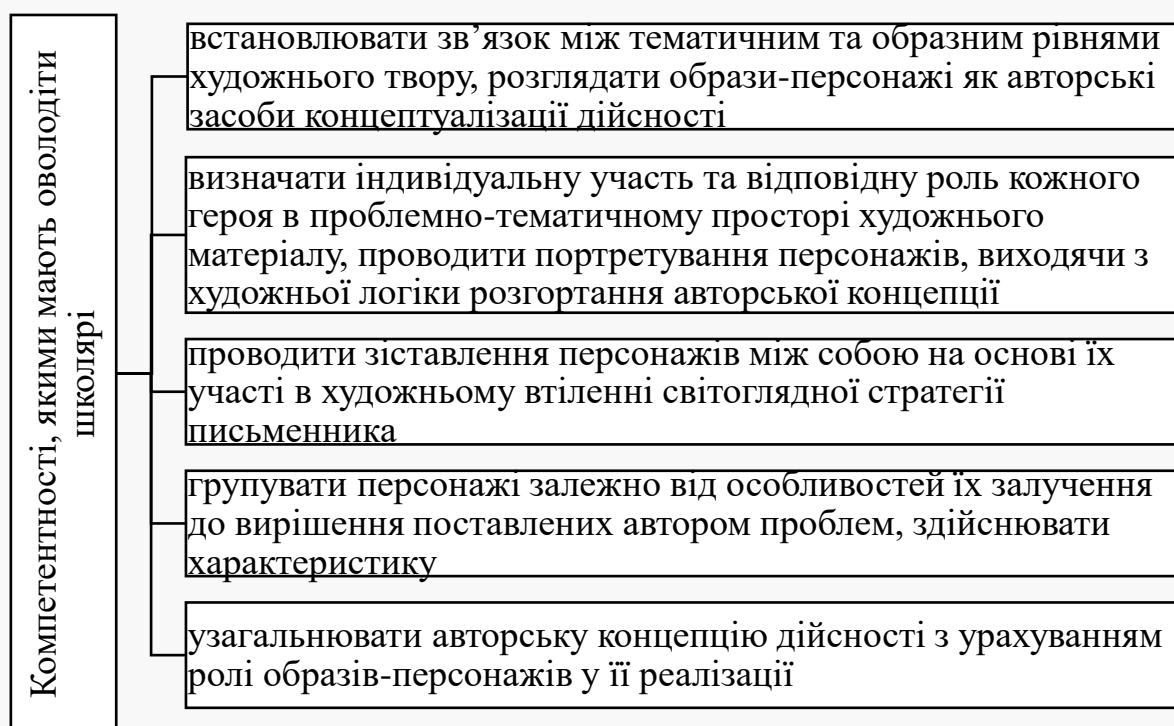 Компетентності, якими мають оволодіти
школярі
встановлювати зв’язок між тематичним та образним рівнями
художнього твору, розглядати образи-персонажі як авторські
засоби концептуалізації дійсності
визначати індивідуальну участь та відповідну роль кожного
героя в проблемно-тематичному просторі художнього
матеріалу, проводити портретування персонажів, виходячи з
художньої логіки розгортання авторської концепції
проводити зіставлення персонажів між собою на основі їх
участі в художньому втіленні світоглядної стратегії
письменника
групувати персонажі залежно від особливостей їх залучення
до вирішення поставлених автором проблем, здійснювати
характеристику
узагальнювати авторську концепцію дійсності з урахуванням
ролі образів-персонажів у її реалізації